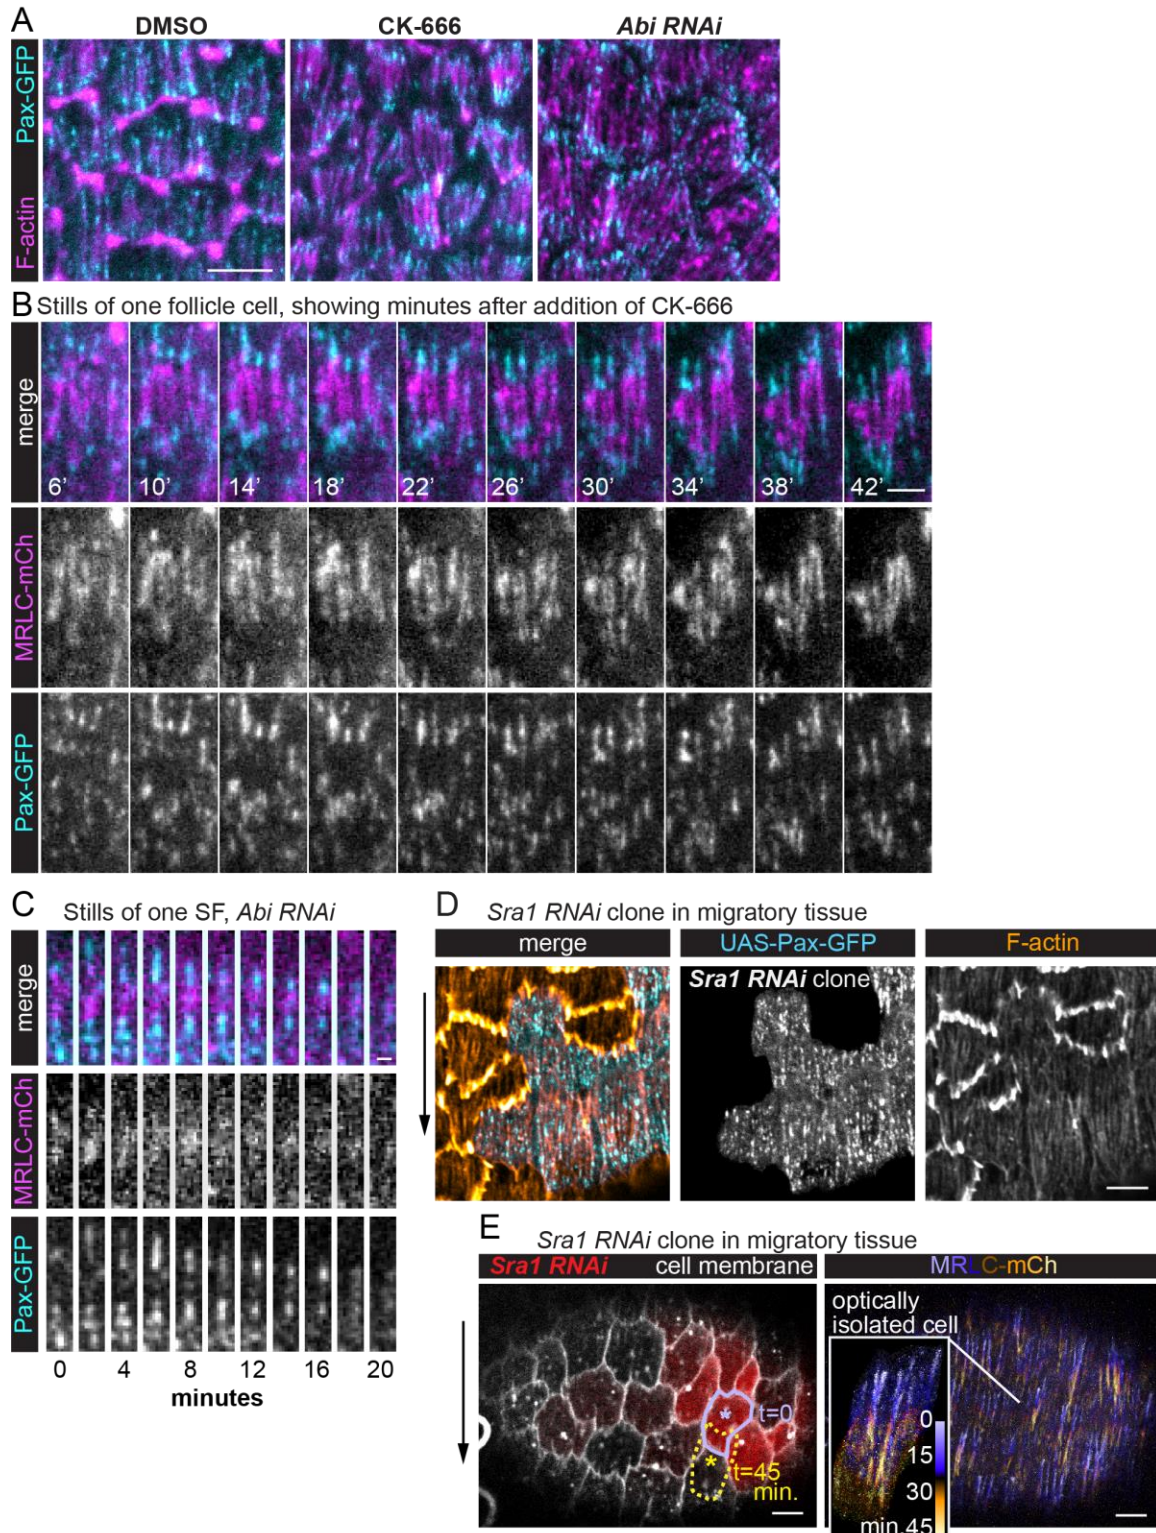 A
DMSO
CK-666
Abi RNAi
F-actin Pax-GFP
B Stills of one follicle cell, showing minutes after addition of CK-666
merge
6' 10' 14' 18' 22' 26' 30' 34' 38' 42'
MRLC-mCh
Pax-GFP
C
Stills of one SF, Abi RNAi
merge
MRLC-mCh
Pax-GFP
0 4 8 12 16 20
minutes
D
Sra1 RNAi clone in migratory tissue
merge
UAS-Pax-GFP
F-actin
Sra1 RNAi clone
E
Sra1 RNAi clone in migratory tissue
Sra1 RNAi
cell membrane
MRLC-mCh
* t=0
* t=45
min.
optically
isolated cell
0
15
30
min. 45